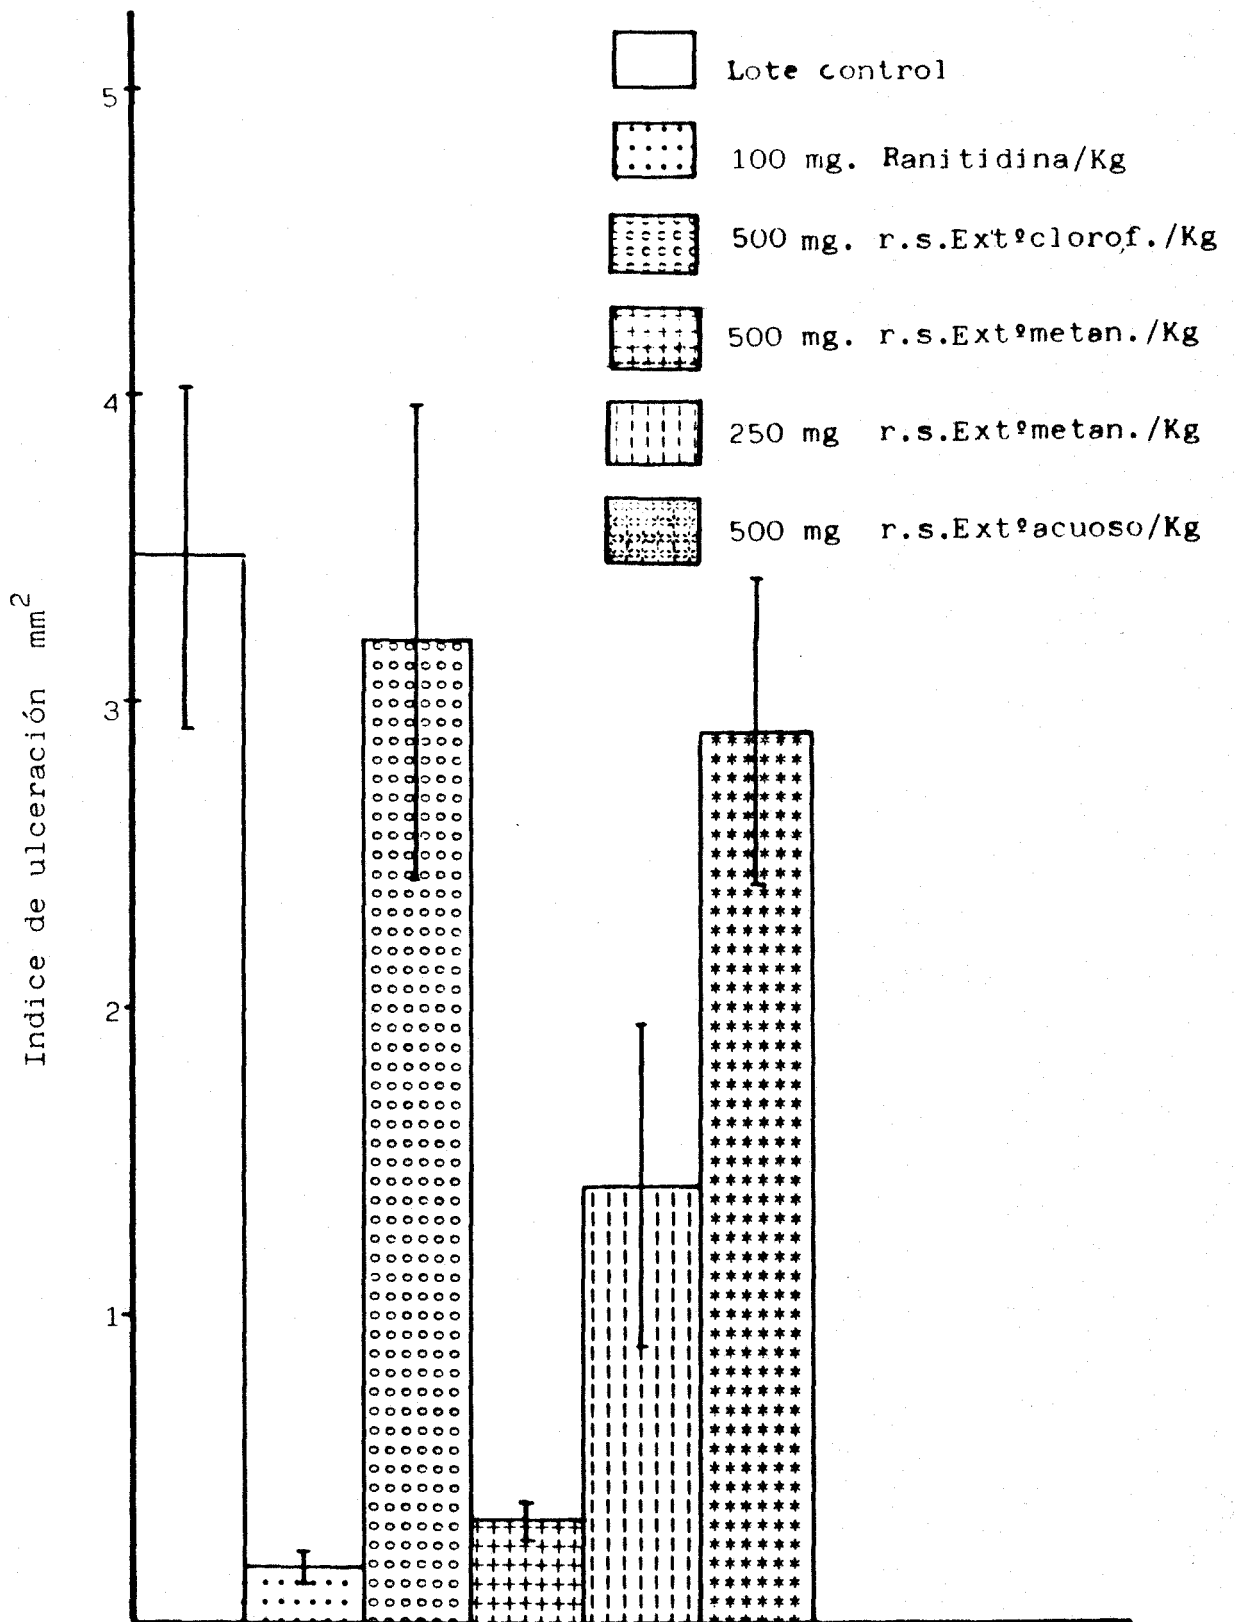 Indice de ulceración mm²
5
4
3
2
1
Lote control
100 mg. Ranitidina/Kg
500 mg. r.s.Extºclorof./Kg
500 mg. r.s.Extºmetan./Kg
250 mg r.s.Extºmetan./Kg
500 mg r.s.Extºacuoso/Kg